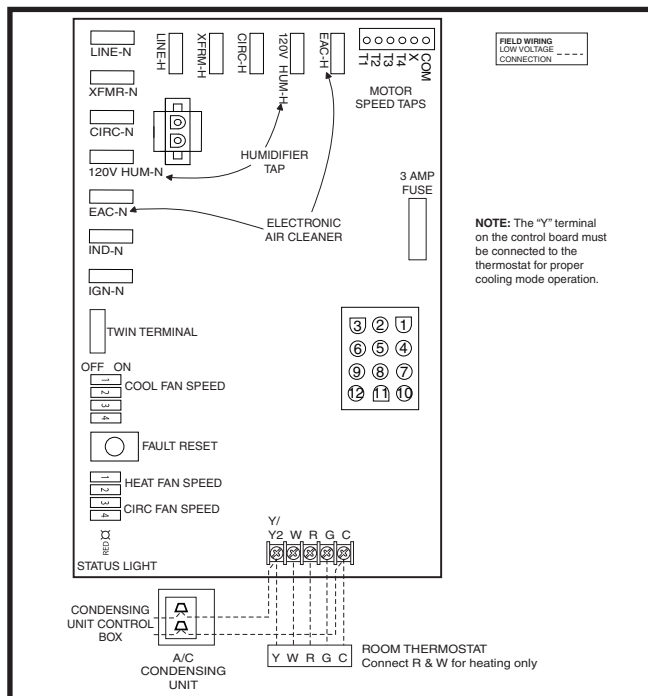 LINE-N
XFMR-N
CIRC-N
120V HUM-N
EAC-N
IND-N
IGN-N
LINE-H
XFRM-H
CIRC-H
120V HUM-H
EAC-H
T1
T2
T3
T4
X
COM
MOTOR
SPEED TAPS
FIELD WIRING
LOW VOLTAGE
CONNECTION
HUMIDIFIER
TAP
3 AMP
FUSE
ELECTRONIC
AIR CLEANER
NOTE: The “Y” terminal
on the control board must
be connected to the
thermostat for proper
cooling mode operation.
TWIN TERMINAL
3 2 1
6 5 4
9 8 7
12 11 10
OFF ON
1
2
3
4
COOL FAN SPEED
FAULT RESET
1
2
3
4
HEAT FAN SPEED
CIRC FAN SPEED
RED
STATUS LIGHT
Y/
Y2 W R G C
CONDENSING
UNIT CONTROL
BOX
A/C
CONDENSING
UNIT
Y W R G C
ROOM THERMOSTAT
Connect R & W for heating only